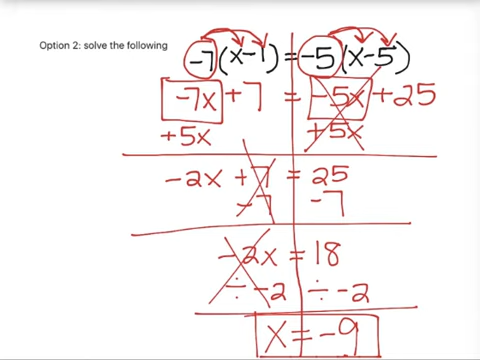 Option 2: solve the following
-7(x-1) = -5(x-5)
-7x +7 = -5x +25
+5x +5x
-2x +7 = 25
-7 -7
-2x = 18
÷ -2 ÷ -2
x = -9